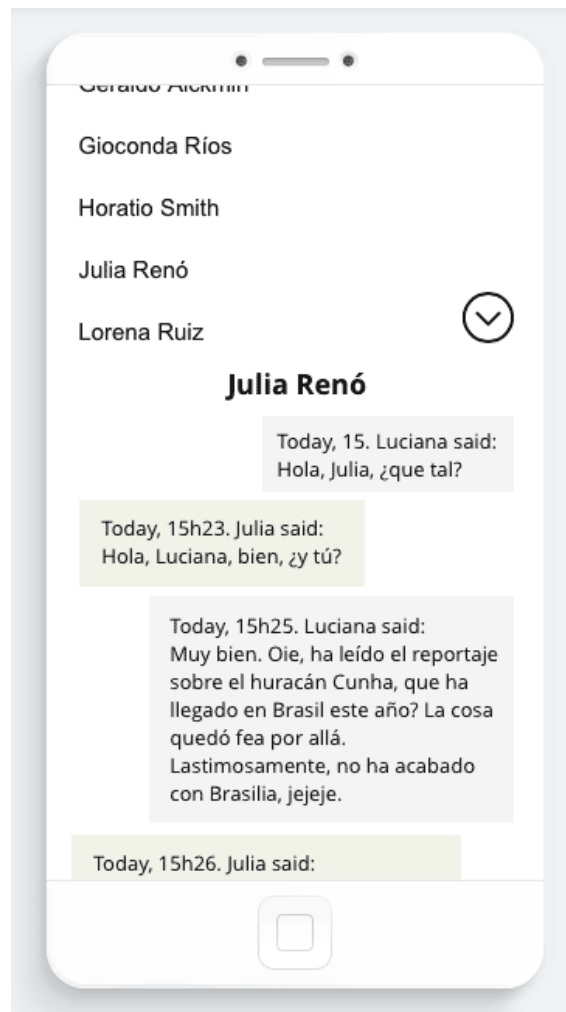 Geraldo Alckmin
Gioconda Ríos
Horatio Smith
Julia Renó
Lorena Ruiz
Julia Renó
Today, 15. Luciana said:
Hola, Julia, ¿que tal?
Today, 15h23. Julia said:
Hola, Luciana, bien, ¿y tú?
Today, 15h25. Luciana said:
Muy bien. Oie, ha leído el reportaje
sobre el huracán Cunha, que ha
llegado en Brasil este año? La cosa
quedó fea por allá.
Lastimosamente, no ha acabado
con Brasilia, jejeje.
Today, 15h26. Julia said: